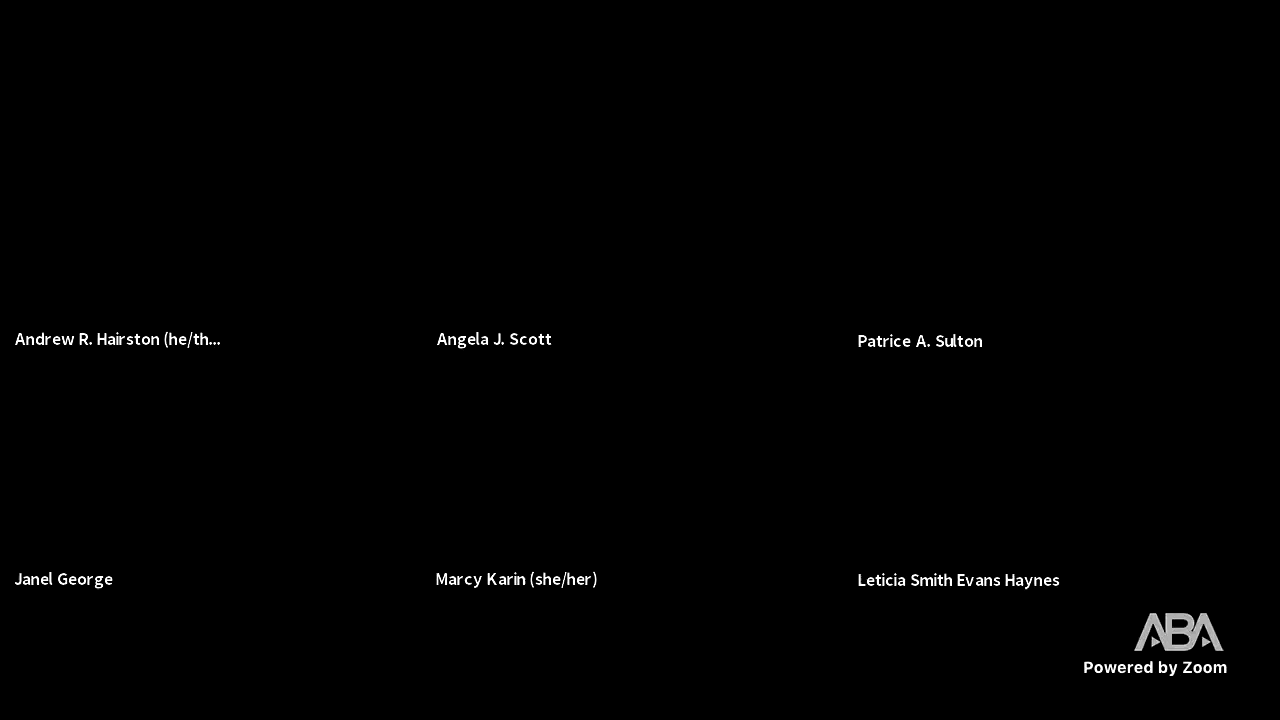 Andrew R. Hairston (he/th...
Angela J. Scott
Patrice A. Sulton
Janel George
Marcy Karin (she/her)
Leticia Smith Evans Haynes
ABA
Powered by Zoom